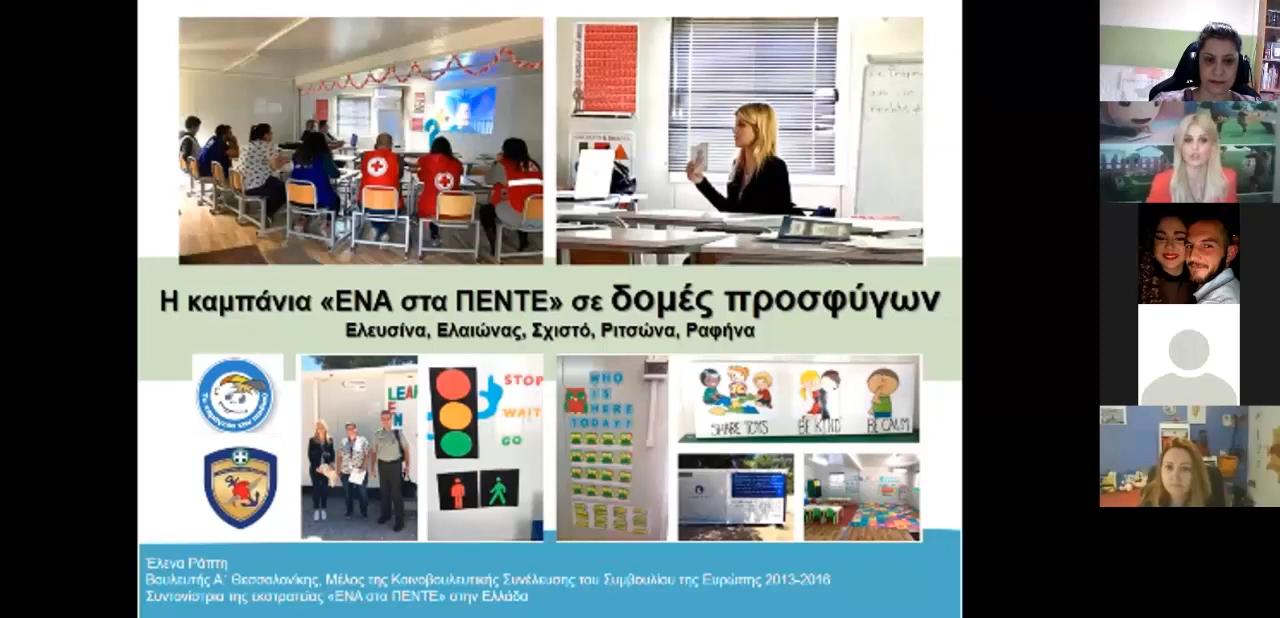 Η καμπάνια «ΕΝΑ στα ΠΕΝΤΕ» σε δομές προσφύγων
Ελευσίνα, Ελαιώνας, Σχιστό, Ριτσώνα, Ραφήνα
STOP
WAIT
GO
WHO
IS
HERE
TODAY?
SHARE TOYS
BE KIND
BE CALM
Έλενα Ράπτη
Βουλευτής Α΄ Θεσσαλονίκης, Μέλος της Κοινοβουλευτικής Συνέλευσης του Συμβουλίου της Ευρώπης 2013-2016
Συντονίστρια της εκστρατείας «ΕΝΑ στα ΠΕΝΤΕ» στην Ελλάδα